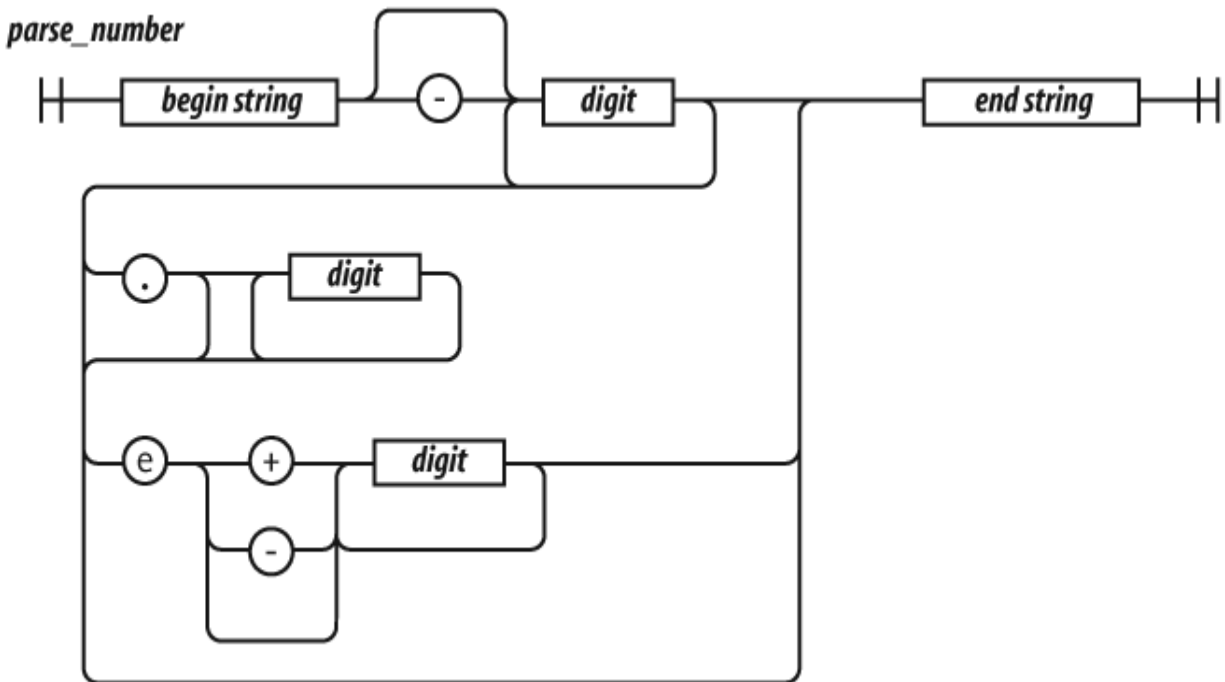 parse_number
begin string - digit end string
. digit
e + digit
-